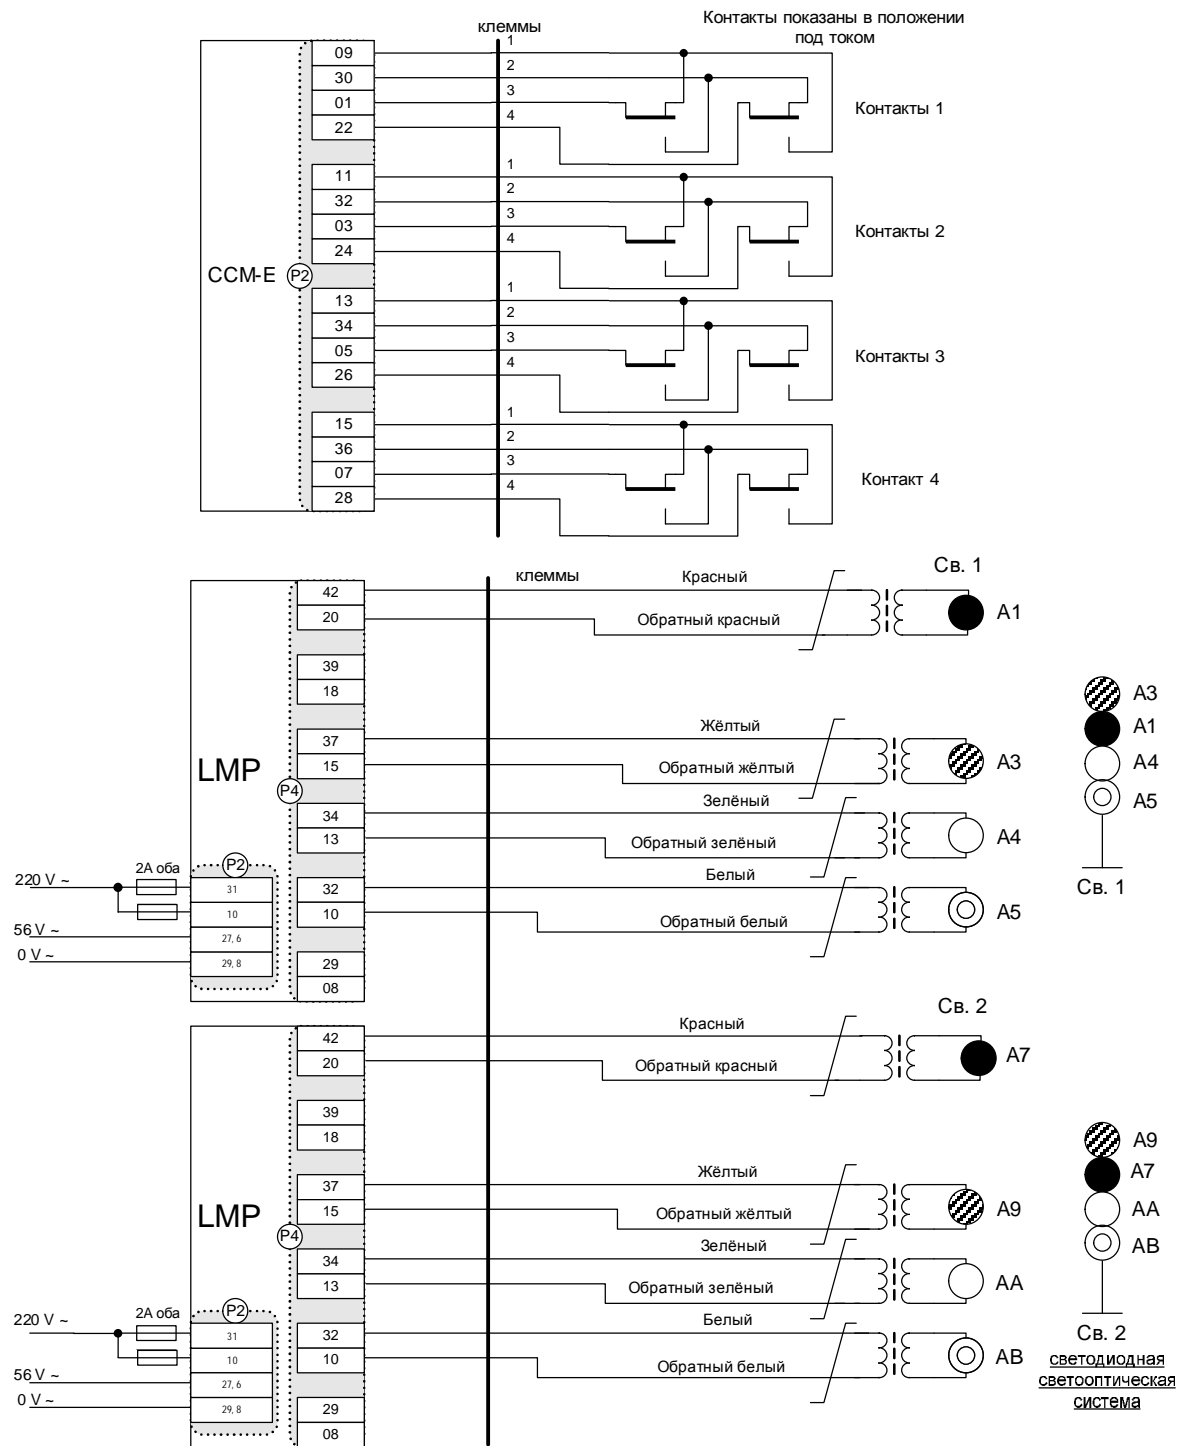 Контакты показаны в положении
под током
клеммы
09
30
01
22
1
2
3
4
Контакты 1
11
32
03
24
1
2
3
4
Контакты 2
CCM-E
P2
13
34
05
26
1
2
3
4
Контакты 3
15
36
07
28
1
2
3
4
Контакт 4
клеммы
Св. 1
LMP
P4
42
20
39
18
37
15
34
13
32
10
29
08
Красный
Обратный красный
A1
Жёлтый
Обратный жёлтый
A3
Зелёный
Обратный зелёный
A4
Белый
Обратный белый
A5
A3
A1
A4
A5
Св. 1
P2
2А оба
220 V ~
56 V ~
0 V ~
31
10
27, 6
29, 8
Св. 2
LMP
P4
42
20
39
18
37
15
34
13
32
10
29
08
Красный
Обратный красный
A7
Жёлтый
Обратный жёлтый
A9
Зелёный
Обратный зелёный
AA
Белый
Обратный белый
AB
A9
A7
AA
AB
Св. 2
светодиодная
светооптическая
система
P2
2А оба
220 V ~
56 V ~
0 V ~
31
10
27, 6
29, 8